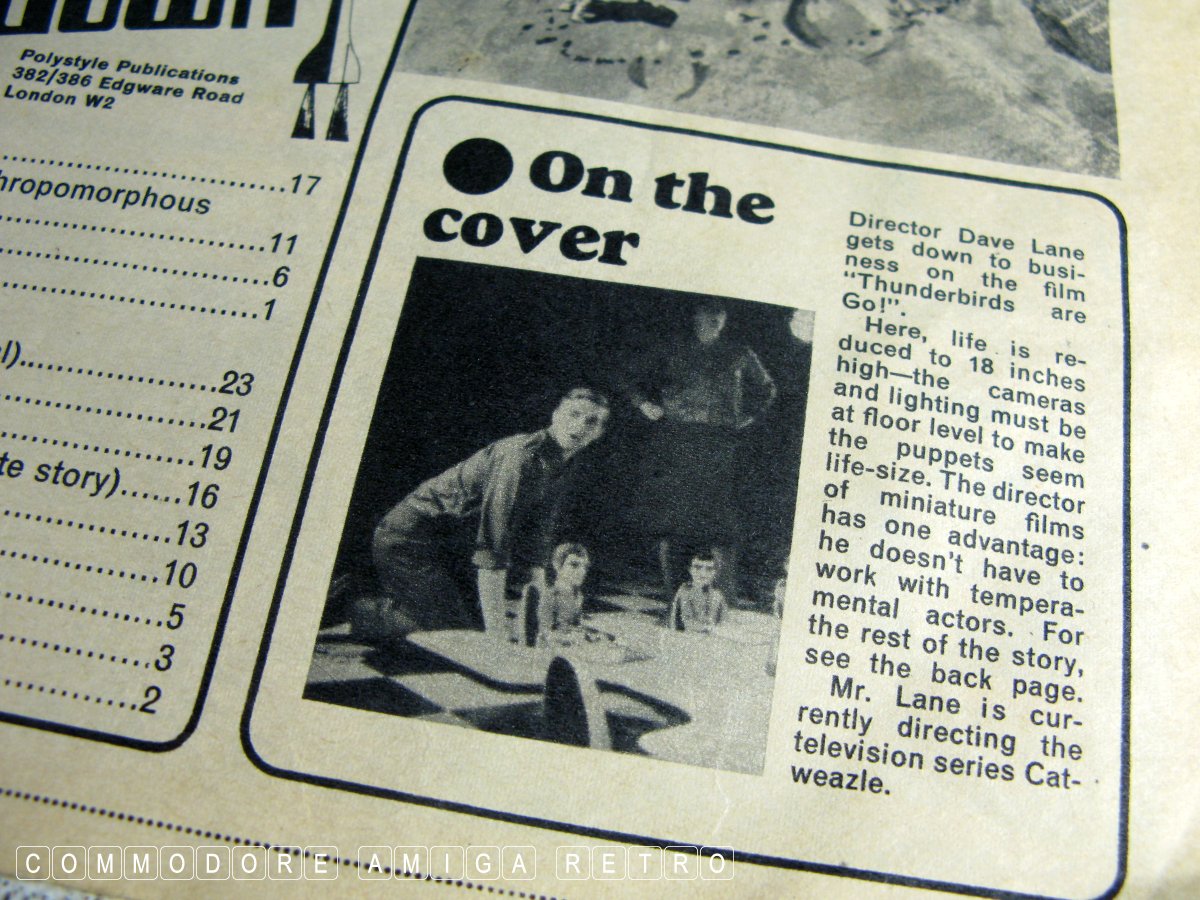 down
Polystyle Publications
382/386 Edgware Road
London W2
17
hropomorphous
11
6
1
l)
23
21
19
te story)......16
13
10
5
3
2
On the
cover
Director Dave Lane
gets down to busi-
ness on the film
“Thunderbirds are
Go!”.
Here, life is re-
duced to 18 inches
high—the cameras
and lighting must be
at floor level to make
the puppets seem
life-size. The director
of miniature films
has one advantage:
he doesn't have to
work with tempera-
mental actors. For
the rest of the story,
see the back page.
Mr. Lane is cur-
rently directing the
television series Cat-
weazle.
COMMODORE AMIGA RETRO